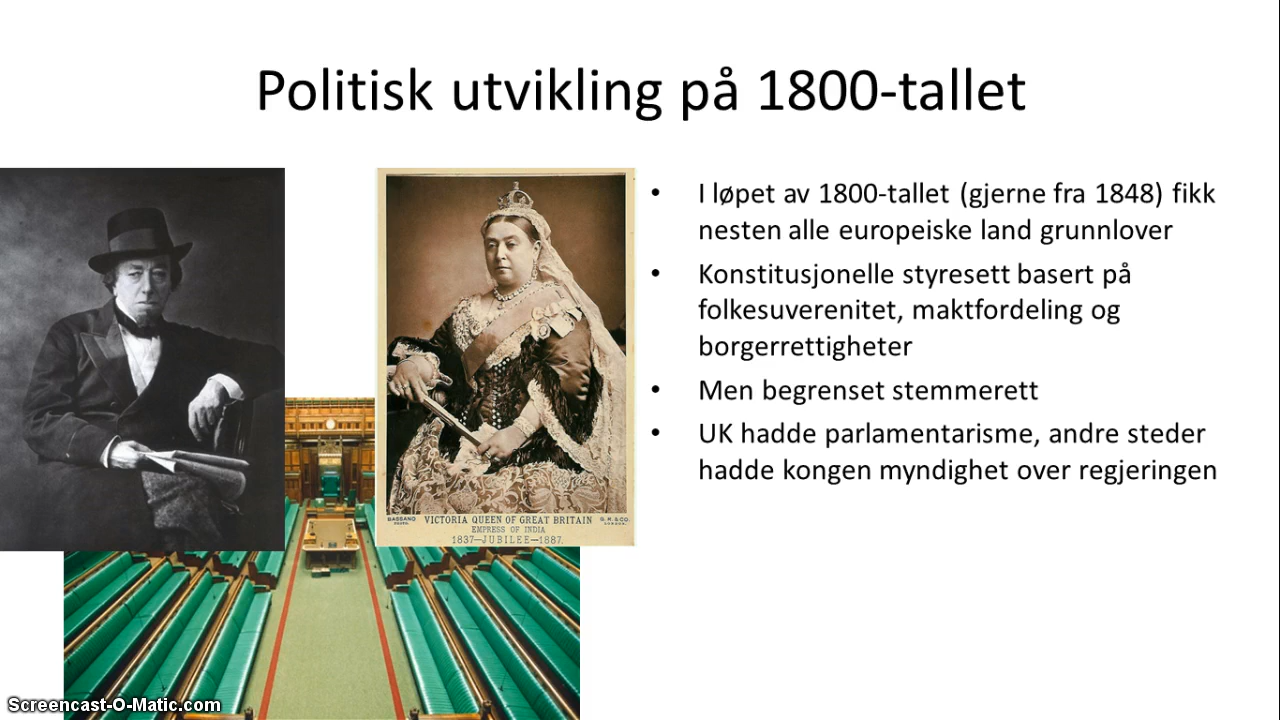 Politisk utvikling på 1800-tallet
• I løpet av 1800-tallet (gjerne fra 1848) fikk
nesten alle europeiske land grunnlover
• Konstitusjonelle styresett basert på
folkesuverenitet, maktfordeling og
borgerrettigheter
• Men begrenset stemmerett
• UK hadde parlamentarisme, andre steder
hadde kongen myndighet over regjeringen
BASSANO VICTORIA QUEEN OF GREAT BRITAIN G.R.&CO.
EMPRESS OF INDIA
1837—JUBILEE—1887.
Screencast-O-Matic.com